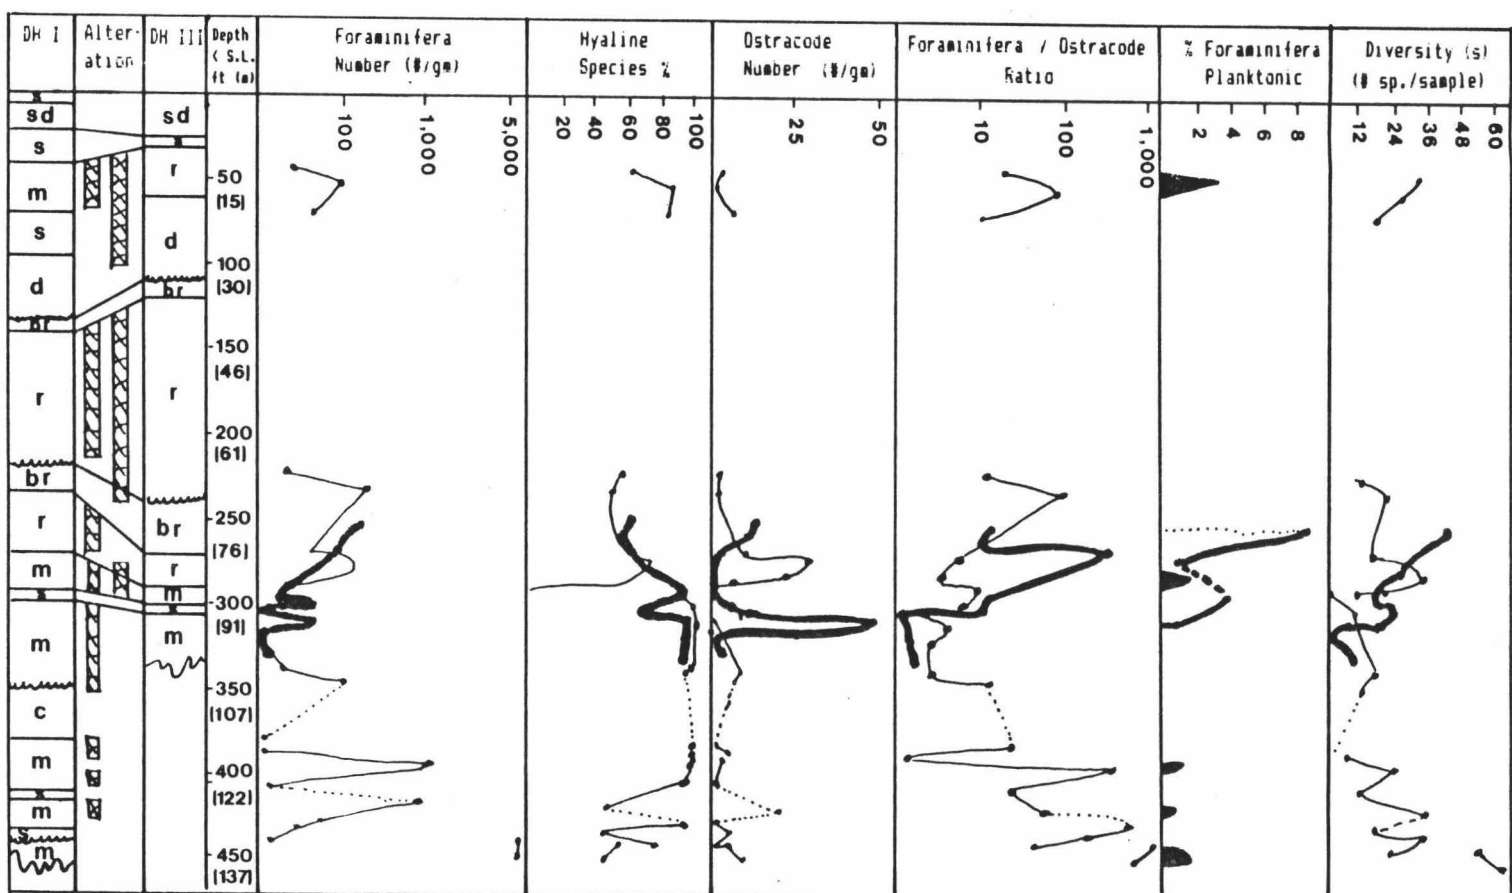 DH I
Alter-
ation
DH III
Depth
< S.L.
ft (m)
Foraminifera
Number (#/gm)
Hyaline
Species %
Ostracode
Number (#/gm)
Foraminifera / Ostracode
Ratio
% Foraminifera
Planktonic
Diversity (s)
(# sp./sample)
100 1,000 5,000
20 40 60 80 100
25 50
10 100 1,000
2 4 6 8
12 24 36 48 60
s
sd
s
m
s
d
br
r
br
r
m
s
m
c
m
s
m
s
m
sd
s
r
d
br
r
br
r
m
s
m
50
(15)
100
(30)
150
(46)
200
(61)
250
(76)
300
(91)
350
(107)
400
(122)
450
(137)